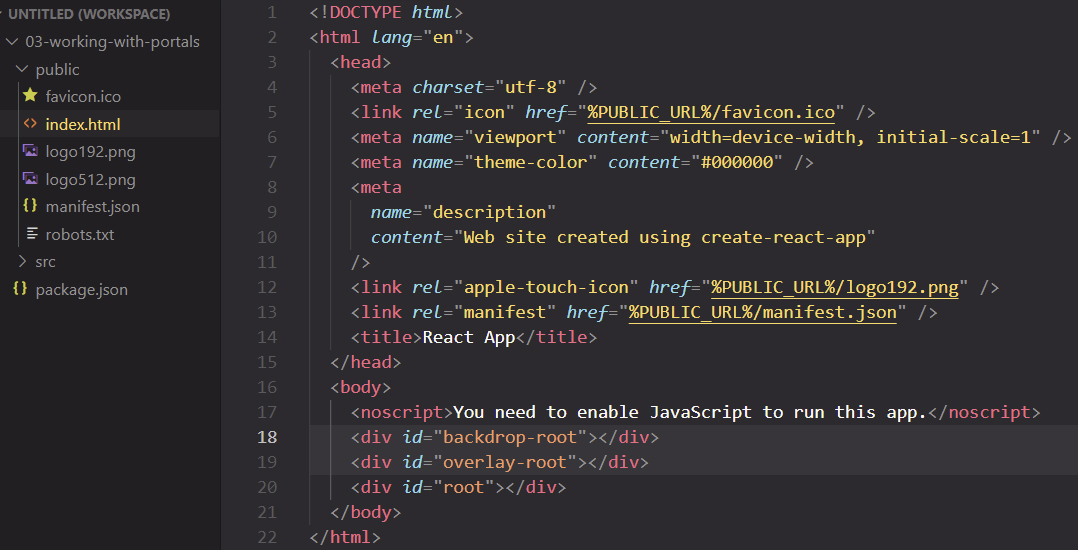 UNTITLED (WORKSPACE)
03-working-with-portals
public
favicon.ico
index.html
logo192.png
logo512.png
manifest.json
robots.txt
src
package.json
1 <!DOCTYPE html>
2 <html lang="en">
3 <head>
4 <meta charset="utf-8" />
5 <link rel="icon" href="%PUBLIC_URL%/favicon.ico" />
6 <meta name="viewport" content="width=device-width, initial-scale=1" />
7 <meta name="theme-color" content="#000000" />
8 <meta
9 name="description"
10 content="Web site created using create-react-app"
11 />
12 <link rel="apple-touch-icon" href="%PUBLIC_URL%/logo192.png" />
13 <link rel="manifest" href="%PUBLIC_URL%/manifest.json" />
14 <title>React App</title>
15 </head>
16 <body>
17 <noscript>You need to enable JavaScript to run this app.</noscript>
18 <div id="backdrop-root"></div>
19 <div id="overlay-root"></div>
20 <div id="root"></div>
21 </body>
22 </html>